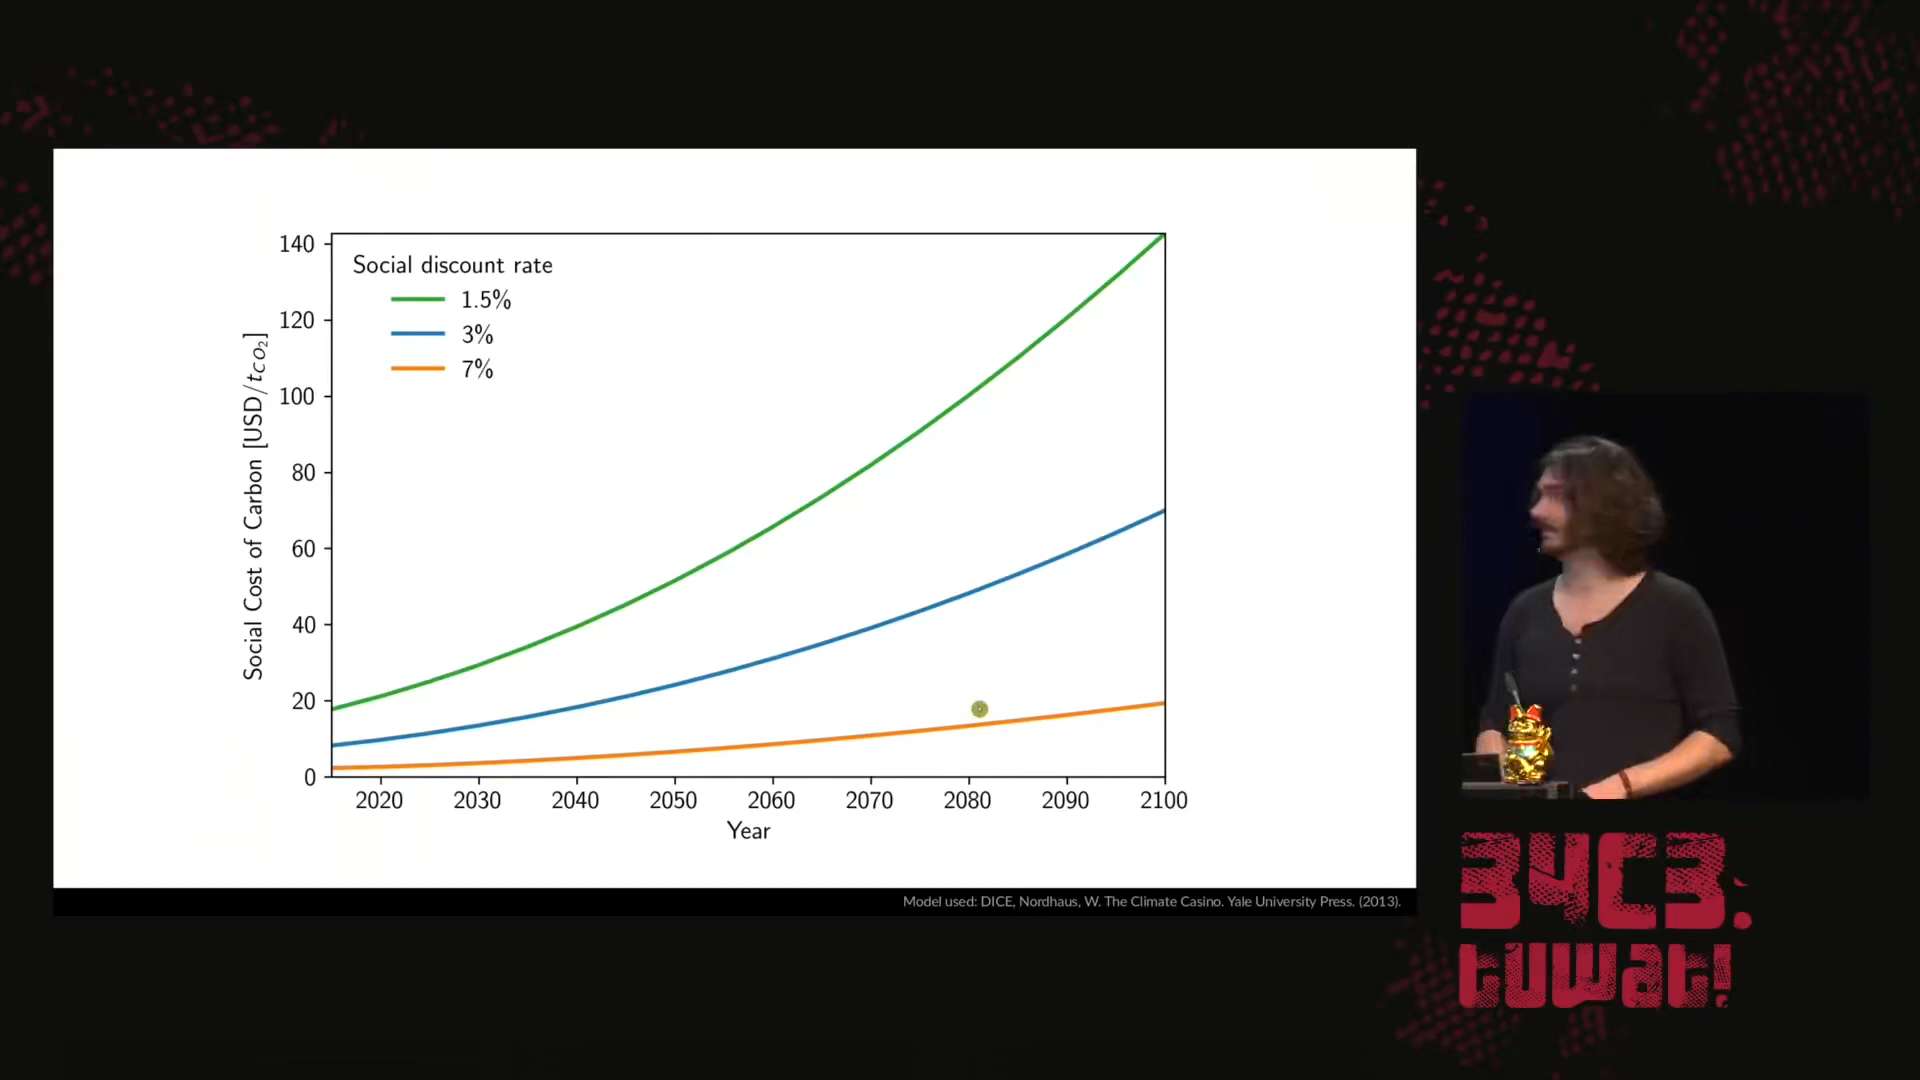 Social discount rate
1.5%
3%
7%
140
120
100
80
60
40
20
0
Social Cost of Carbon [USD/t_{CO_2}]
2020 2030 2040 2050 2060 2070 2080 2090 2100
Year
Model used: DICE, Nordhaus, W. The Climate Casino. Yale University Press. (2013).
34C3.
tuwat!